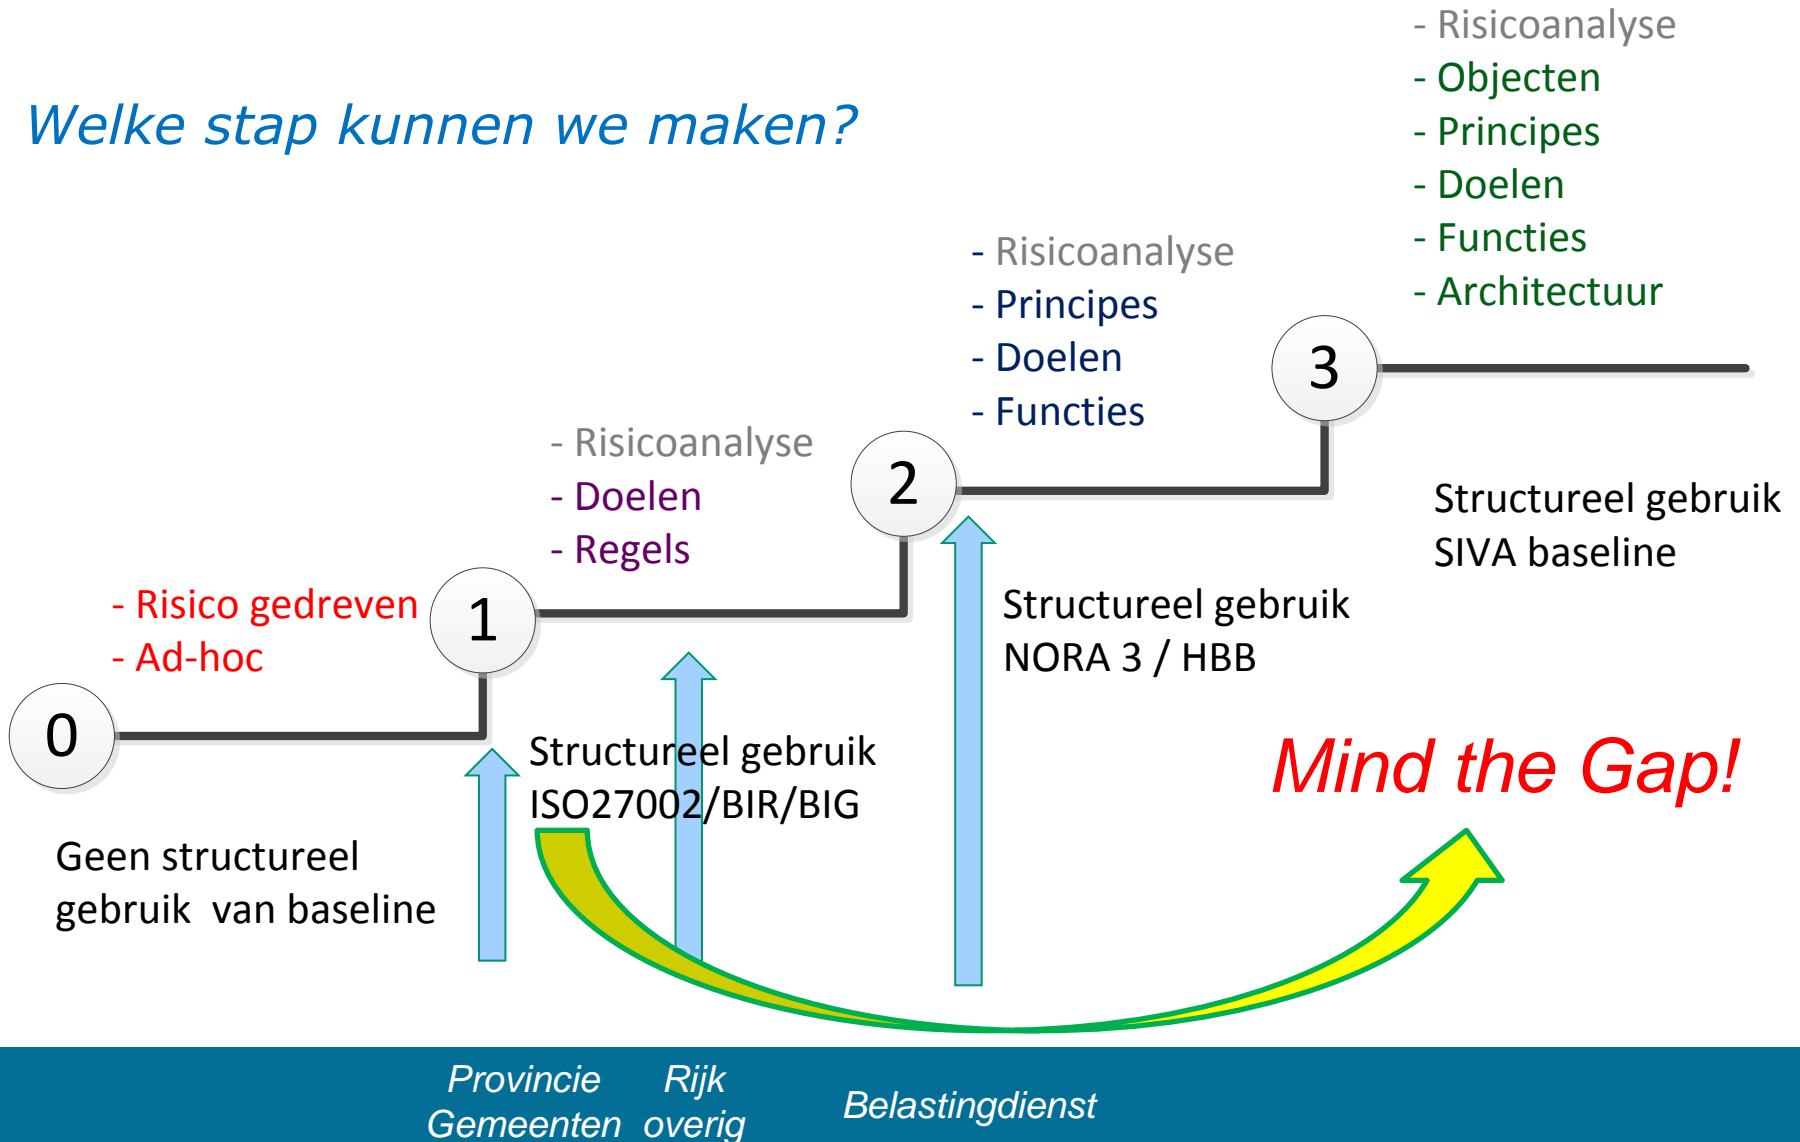 Welke stap kunnen we maken?
- Risicoanalyse
- Objecten
- Principes
- Doelen
- Functies
- Architectuur
- Risicoanalyse
- Principes
- Doelen
- Functies
- Risicoanalyse
- Doelen
- Regels
- Risico gedreven
- Ad-hoc
0
1
2
3
Geen structureel
gebruik van baseline
Structureel gebruik
ISO27002/BIR/BIG
Structureel gebruik
NORA 3 / HBB
Structureel gebruik
SIVA baseline
Mind the Gap!
Provincie
Gemeenten
Rijk
overig
Belastingdienst